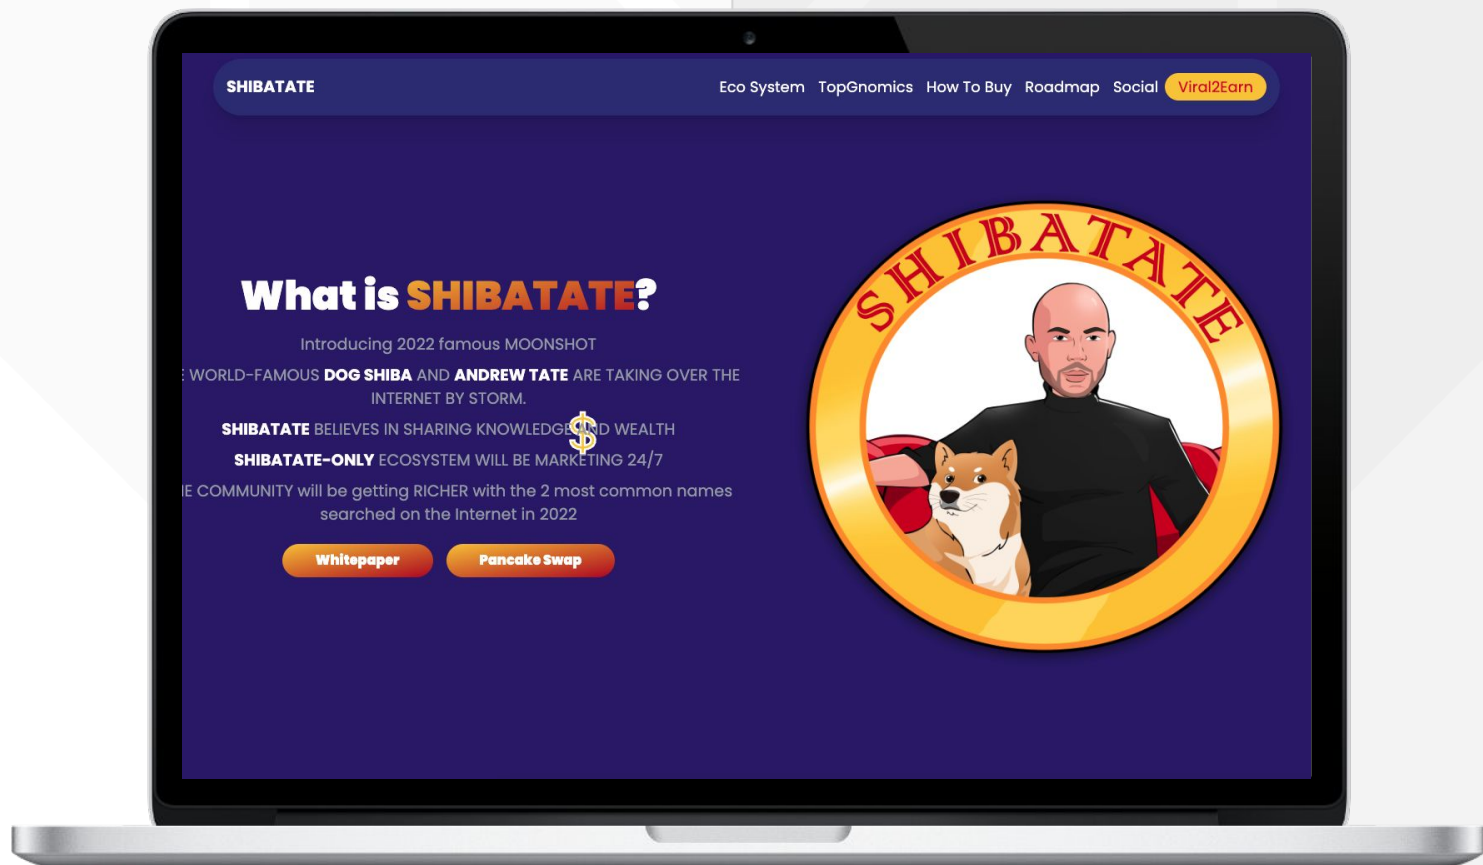 SHIBATATE
Eco System TopGnomics How To Buy Roadmap Social Viral2Earn
What is SHIBATATE?
Introducing 2022 famous MOONSHOT
WORLD-FAMOUS DOG SHIBA AND ANDREW TATE ARE TAKING OVER THE
INTERNET BY STORM.
SHIBATATE BELIEVES IN SHARING KNOWLEDGE AND WEALTH
SHIBATATE-ONLY ECOSYSTEM WILL BE MARKETING 24/7
COMMUNITY will be getting RICHER with the 2 most common names
searched on the Internet in 2022
Whitepaper Pancake Swap
SHIBATATE
$